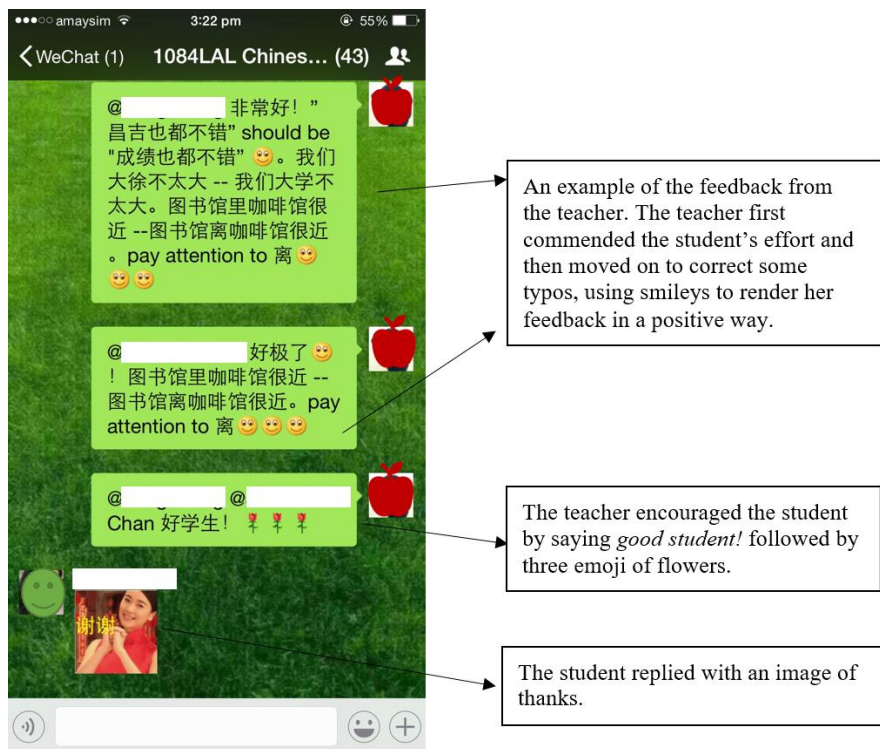 amaysim 3:22 pm 55%
WeChat (1) 1084LAL Chines... (43)
@ 非常好！”
昌吉也都不错” should be
"成绩也都不错” 。我们
大徐不太大 -- 我们大学不
太大。图书馆里咖啡馆很
近 --图书馆离咖啡馆很近
。pay attention to 离
@ 好极了
！图书馆里咖啡馆很近 --
图书馆离咖啡馆很近。pay
attention to 离
@ @
Chan 好学生！
谢谢
An example of the feedback from
the teacher. The teacher first
commended the student’s effort and
then moved on to correct some
typos, using smileys to render her
feedback in a positive way.
The teacher encouraged the student
by saying good student! followed by
three emoji of flowers.
The student replied with an image of
thanks.